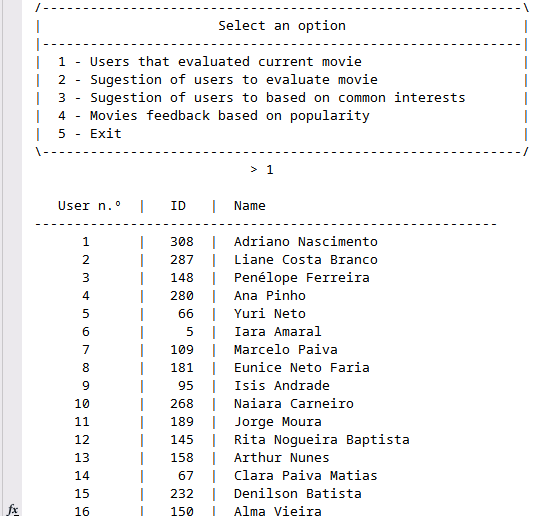 /------------------------------------------------------------\
| Select an option |
|------------------------------------------------------------|
| 1 - Users that evaluated current movie |
| 2 - Sugestion of users to evaluate movie |
| 3 - Sugestion of users to based on common interests |
| 4 - Movies feedback based on popularity |
| 5 - Exit |
\------------------------------------------------------------/
> 1
User n.º | ID | Name
----------------------------------------------------------
1 | 308 | Adriano Nascimento
2 | 287 | Liane Costa Branco
3 | 148 | Penélope Ferreira
4 | 280 | Ana Pinho
5 | 66 | Yuri Neto
6 | 5 | Iara Amaral
7 | 109 | Marcelo Paiva
8 | 181 | Eunice Neto Faria
9 | 95 | Isis Andrade
10 | 268 | Naiara Carneiro
11 | 189 | Jorge Moura
12 | 145 | Rita Nogueira Baptista
13 | 158 | Arthur Nunes
14 | 67 | Clara Paiva Matias
15 | 232 | Denilson Batista
fx 16 | 150 | Alma Vieira